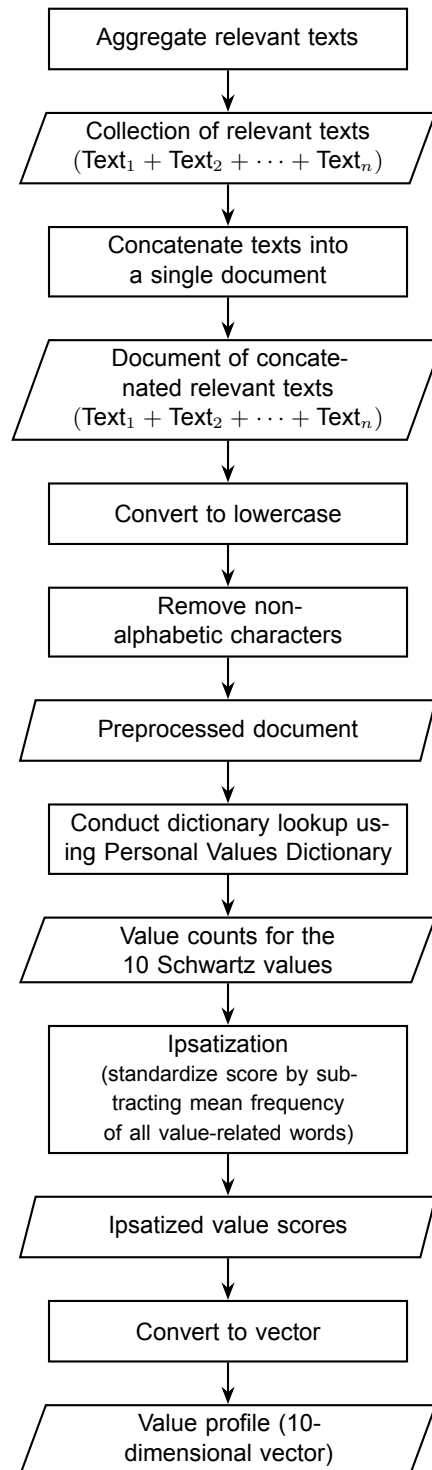 Aggregate relevant texts
Collection of relevant texts
(Text₁ + Text₂ + ··· + Textₙ)
Concatenate texts into
a single document
Document of concate-
nated relevant texts
(Text₁ + Text₂ + ··· + Textₙ)
Convert to lowercase
Remove non-
alphabetic characters
Preprocessed document
Conduct dictionary lookup us-
ing Personal Values Dictionary
Value counts for the
10 Schwartz values
Ipsatization
(standardize score by sub-
tracting mean frequency
of all value-related words)
Ipsatized value scores
Convert to vector
Value profile (10-
dimensional vector)